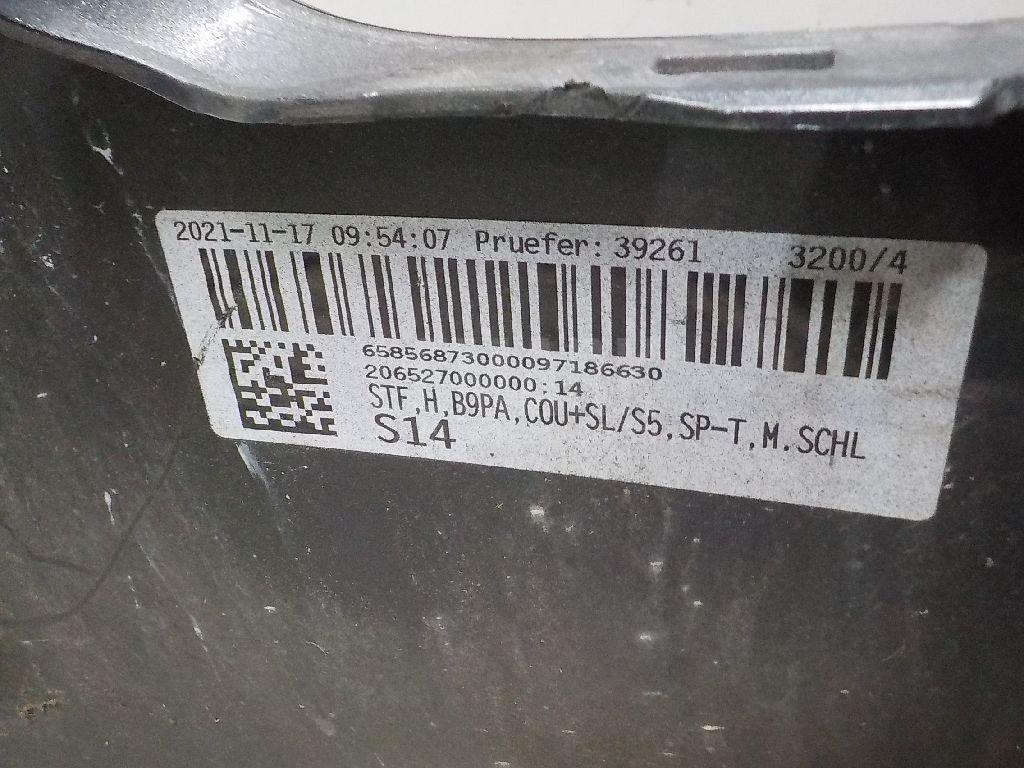 2021-11-17 09:54:07 Pruefer: 39261 3200/4
65856873000097186630
206527000000:14
STF,H,B9PA,COU+SL/S5,SP-T,M.SCHL
S14